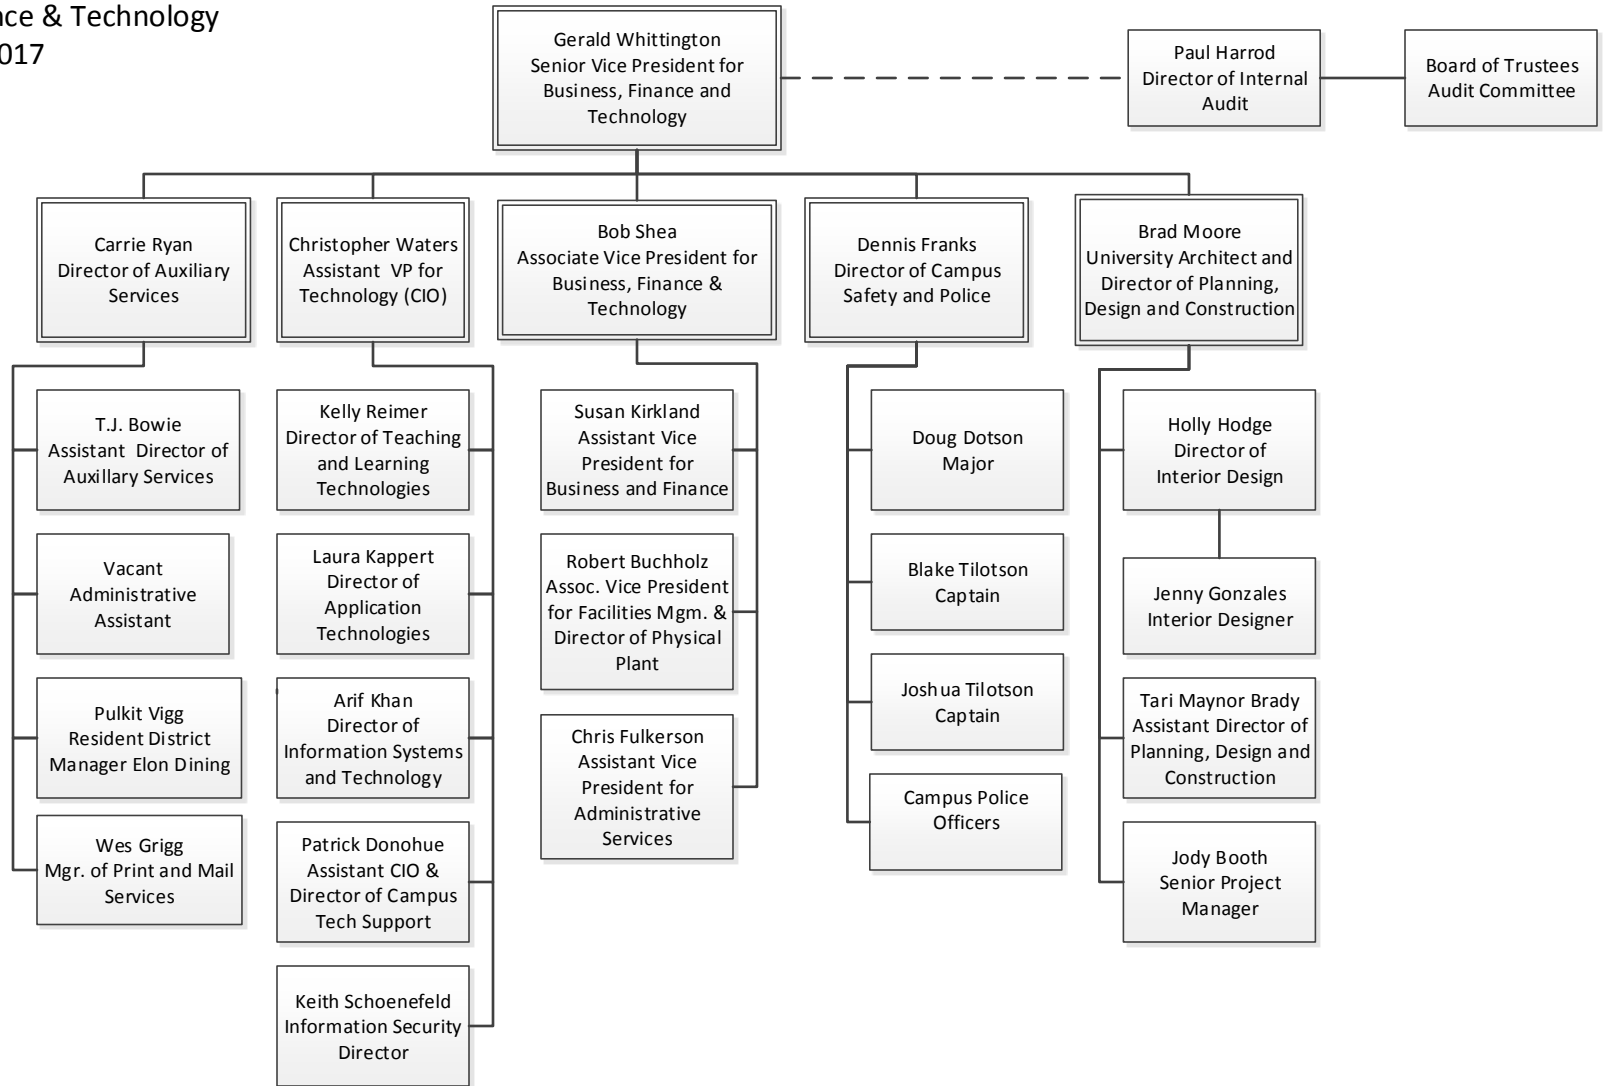 & Technology
Gerald Whittington
Senior Vice President for
Business, Finance and
Technology
Paul Harrod
Director of Internal
Audit
Board of Trustees
Audit Committee
Carrie Ryan
Director of Auxiliary
Services
Christopher Waters
Assistant VP for
Technology (CIO)
Bob Shea
Associate Vice President for
Business, Finance &
Technology
Dennis Franks
Director of Campus
Safety and Police
Brad Moore
University Architect and
Director of Planning,
Design and Construction
T.J. Bowie
Assistant Director of
Auxillary Services
Vacant
Administrative
Assistant
Pulkit Vigg
Resident District
Manager Elon Dining
Wes Grigg
Mgr. of Print and Mail
Services
Kelly Reimer
Director of Teaching
and Learning
Technologies
Laura Kappert
Director of
Application
Technologies
Arif Khan
Director of
Information Systems
and Technology
Patrick Donohue
Assistant CIO &
Director of Campus
Tech Support
Keith Schoenefeld
Information Security
Director
Susan Kirkland
Assistant Vice
President for
Business and Finance
Robert Buchholz
Assoc. Vice President
for Facilities Mgm. &
Director of Physical
Plant
Chris Fulkerson
Assistant Vice
President for
Administrative
Services
Doug Dotson
Major
Blake Tilotson
Captain
Joshua Tilotson
Captain
Campus Police
Officers
Holly Hodge
Director of
Interior Design
Jenny Gonzales
Interior Designer
Tari Maynor Brady
Assistant Director of
Planning, Design and
Construction
Jody Booth
Senior Project
Manager